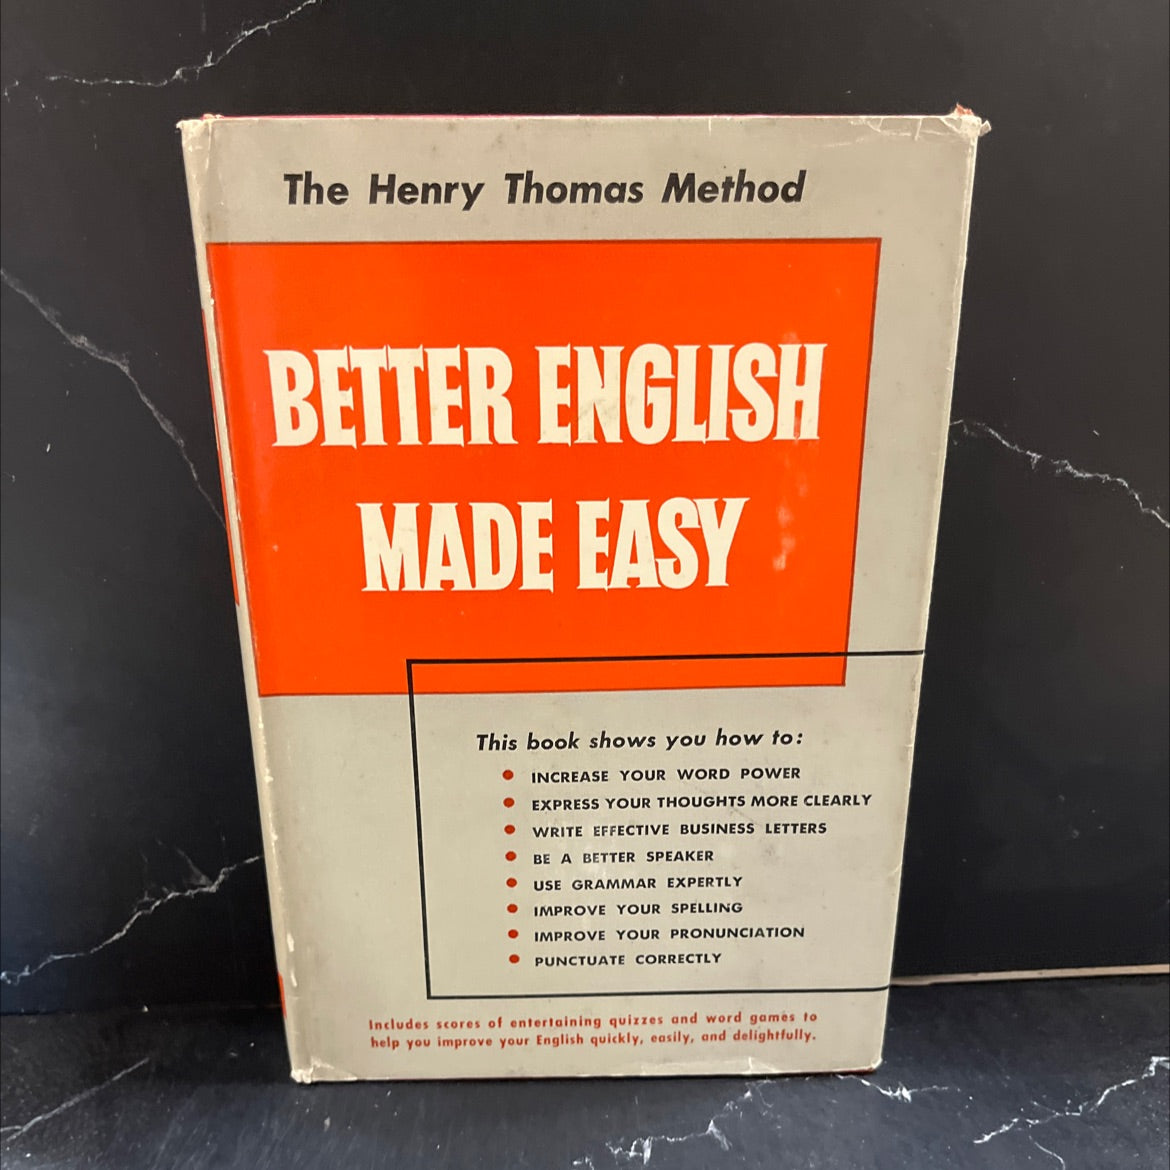 The Henry Thomas Method
BETTER ENGLISH
MADE EASY
This book shows you how to:
• INCREASE YOUR WORD POWER
• EXPRESS YOUR THOUGHTS MORE CLEARLY
• WRITE EFFECTIVE BUSINESS LETTERS
• BE A BETTER SPEAKER
• USE GRAMMAR EXPERTLY
• IMPROVE YOUR SPELLING
• IMPROVE YOUR PRONUNCIATION
• PUNCTUATE CORRECTLY
Includes scores of entertaining quizzes and word games to
help you improve your English quickly, easily, and delightfully.